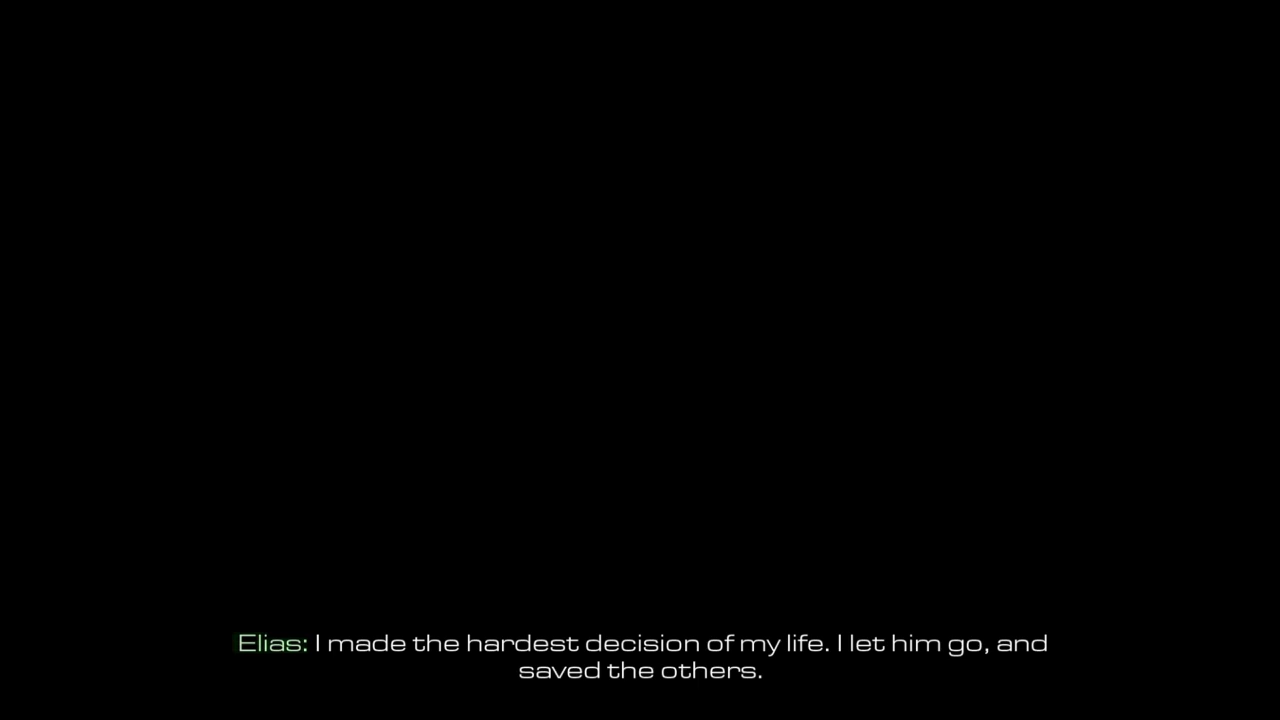 Elias: I made the hardest decision of my life. I let him go, and
saved the others.